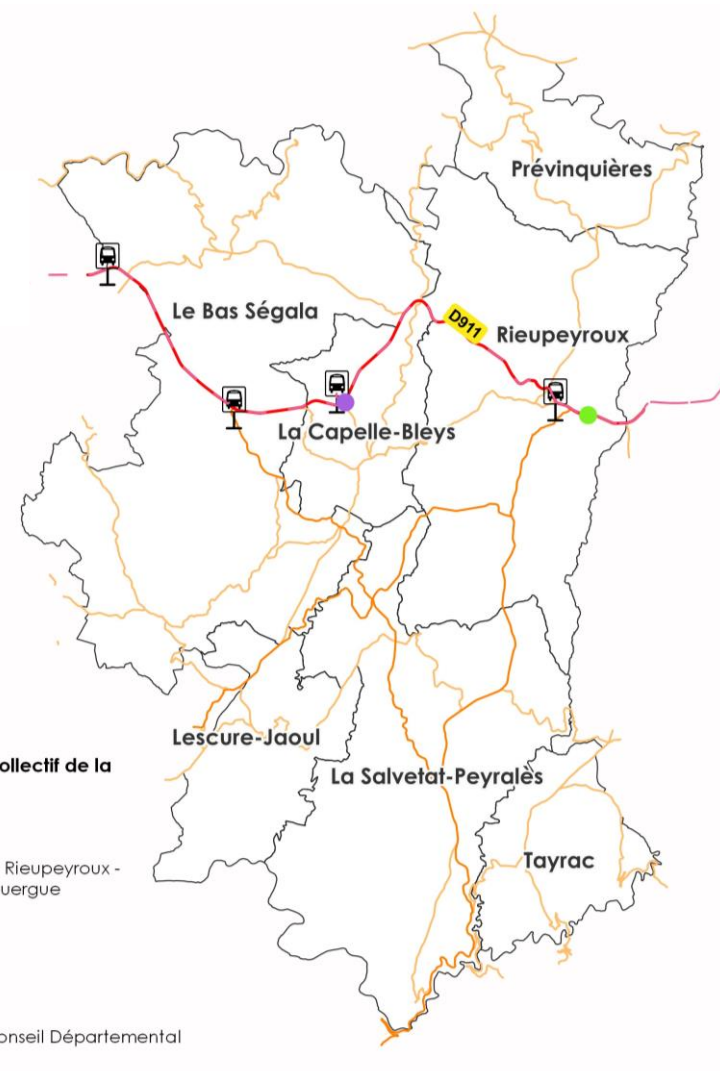 Prévinquières
Le Bas Ségala
D911
Rieupeyroux
La Capelle-Bleys
Lescure-Jaoul
ollectif de la
La Salvetat-Peyralès
Tayrac
Rieupeyroux -
uergue
onseil Départemental